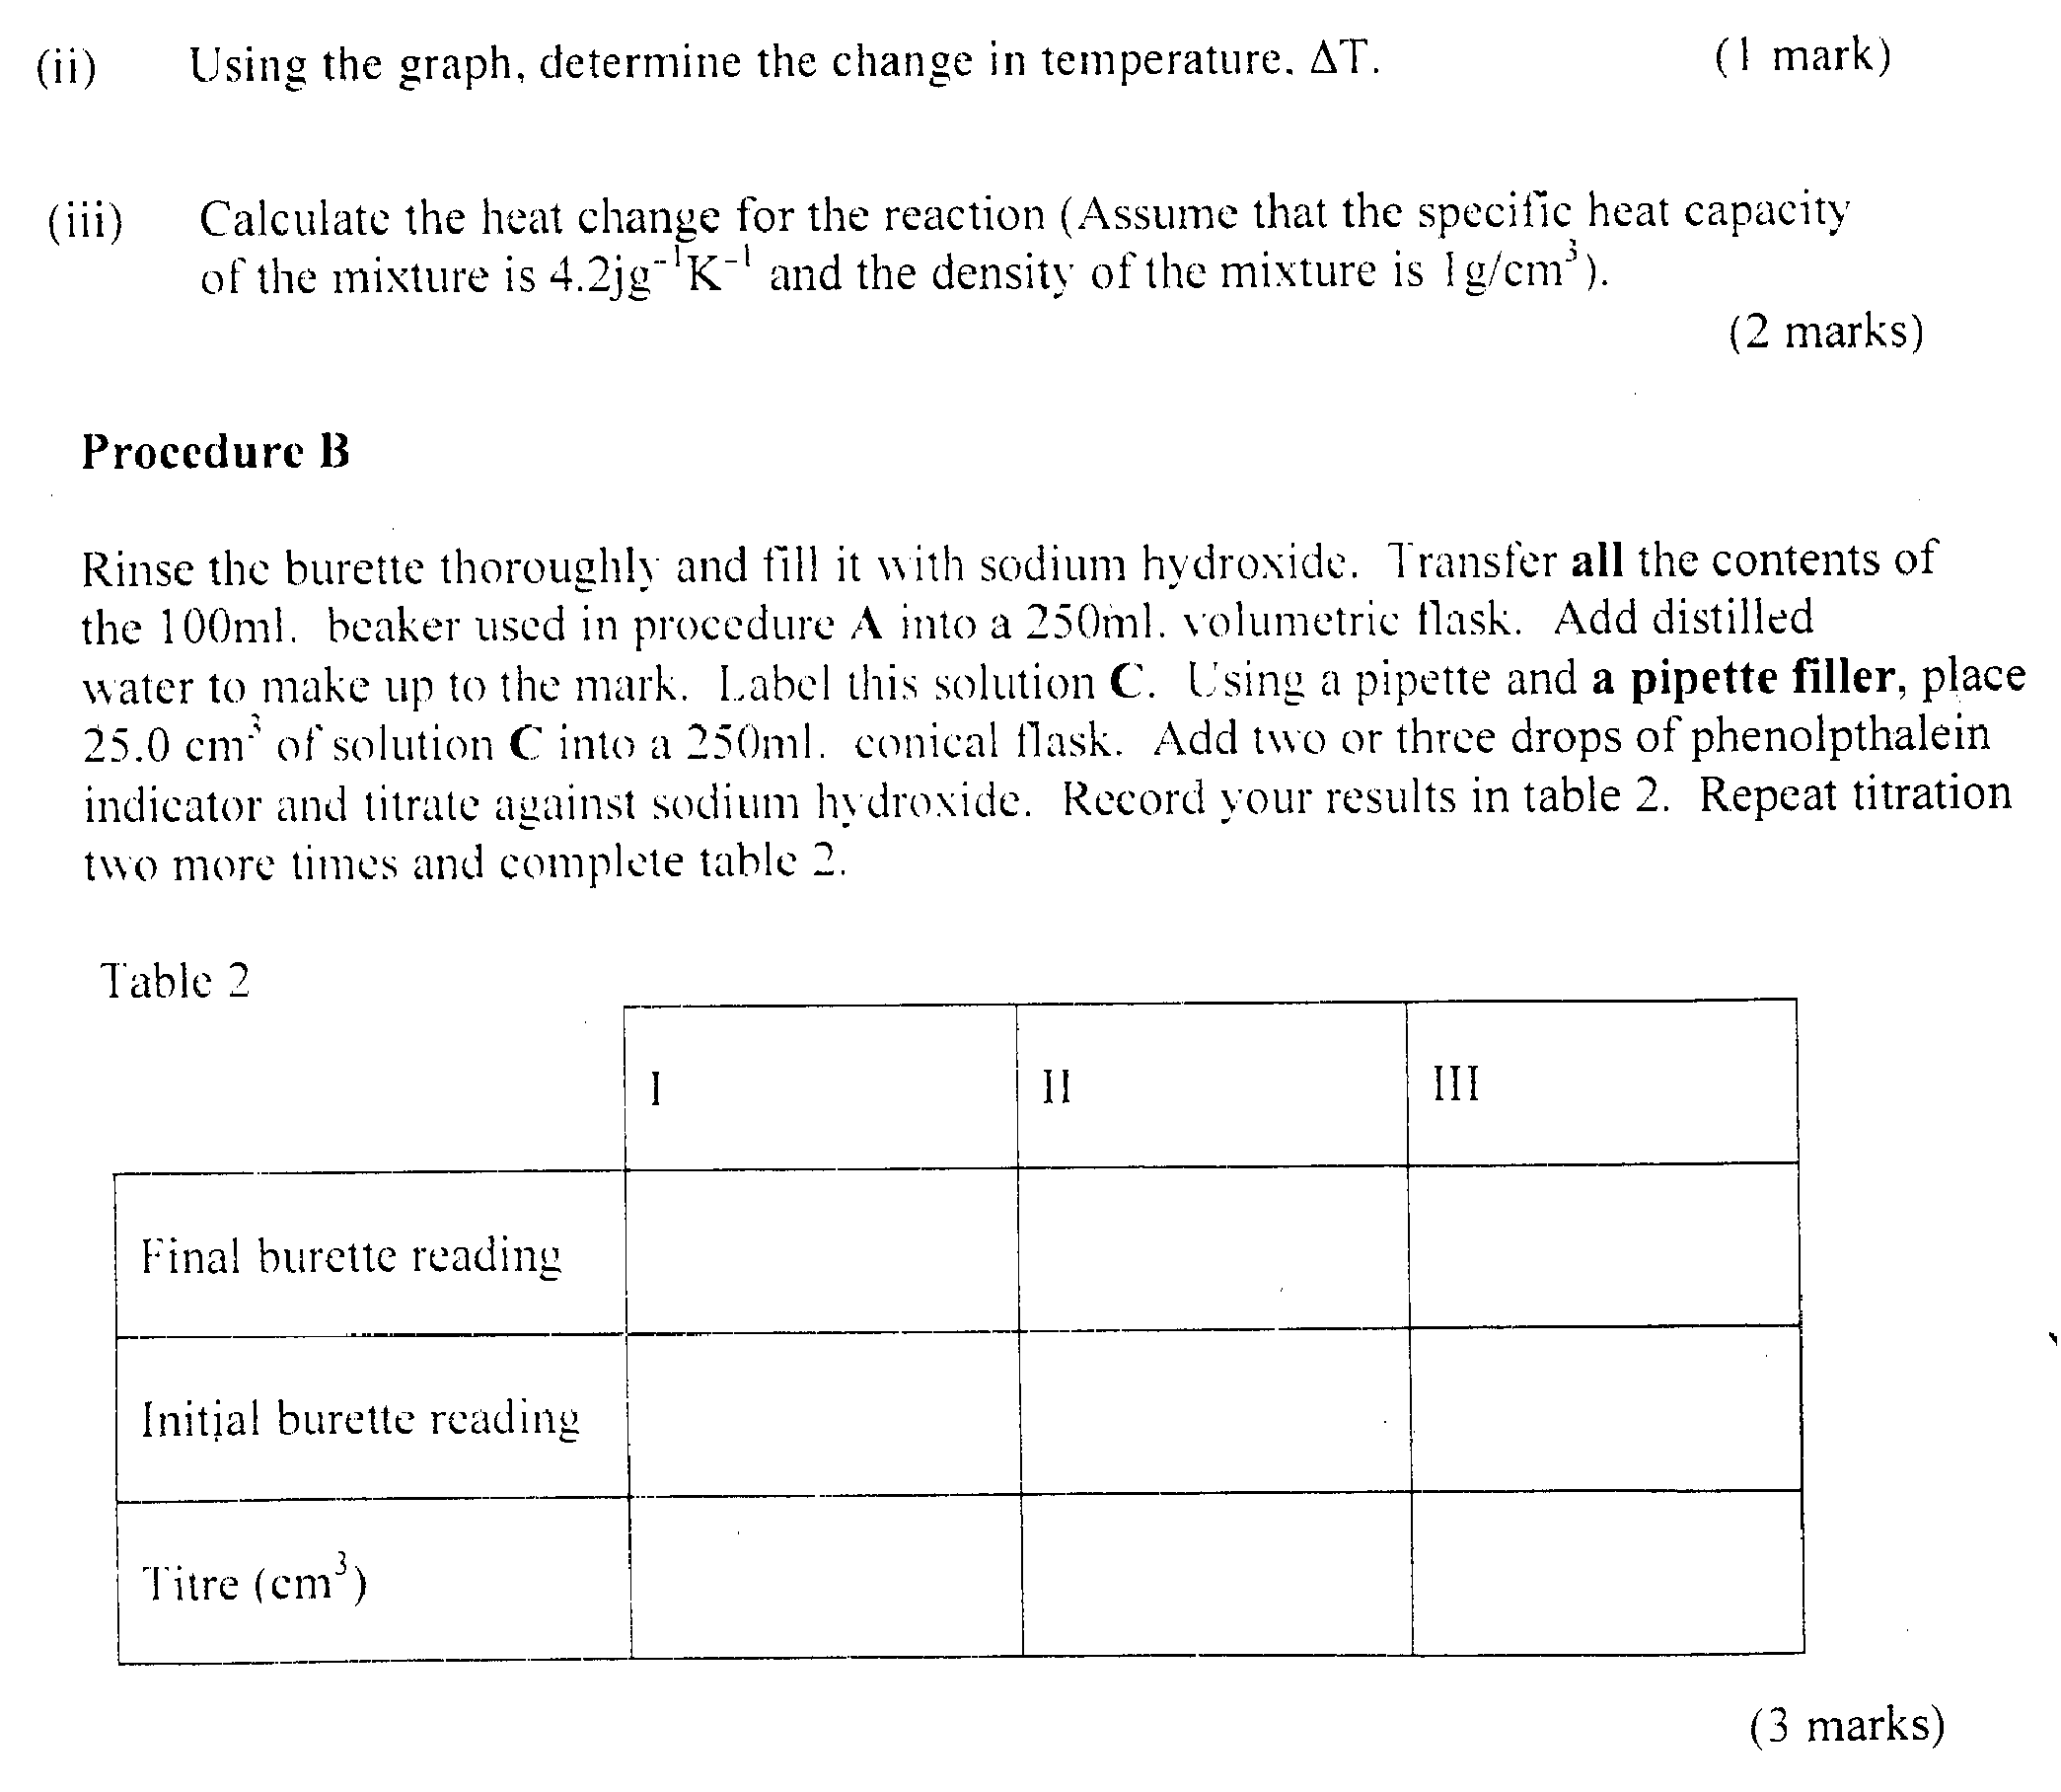 (ii) Using the graph, determine the change in temperature. ΔT. (1 mark)
(iii) Calculate the heat change for the reaction (Assume that the specific heat capacity
of the mixture is 4.2jg⁻¹K⁻¹ and the density of the mixture is 1g/cm³).
(2 marks)
Procedure B
Rinse the burette thoroughly and fill it with sodium hydroxide. Transfer all the contents of
the 100ml. beaker used in procedure A into a 250ml. volumetric flask. Add distilled
water to make up to the mark. Label this solution C. Using a pipette and a pipette filler, place
25.0 cm³ of solution C into a 250ml. conical flask. Add two or three drops of phenolpthalein
indicator and titrate against sodium hydroxide. Record your results in table 2. Repeat titration
two more times and complete table 2.
Table 2
I II III
Final burette reading
Initial burette reading
Titre (cm³)
(3 marks)